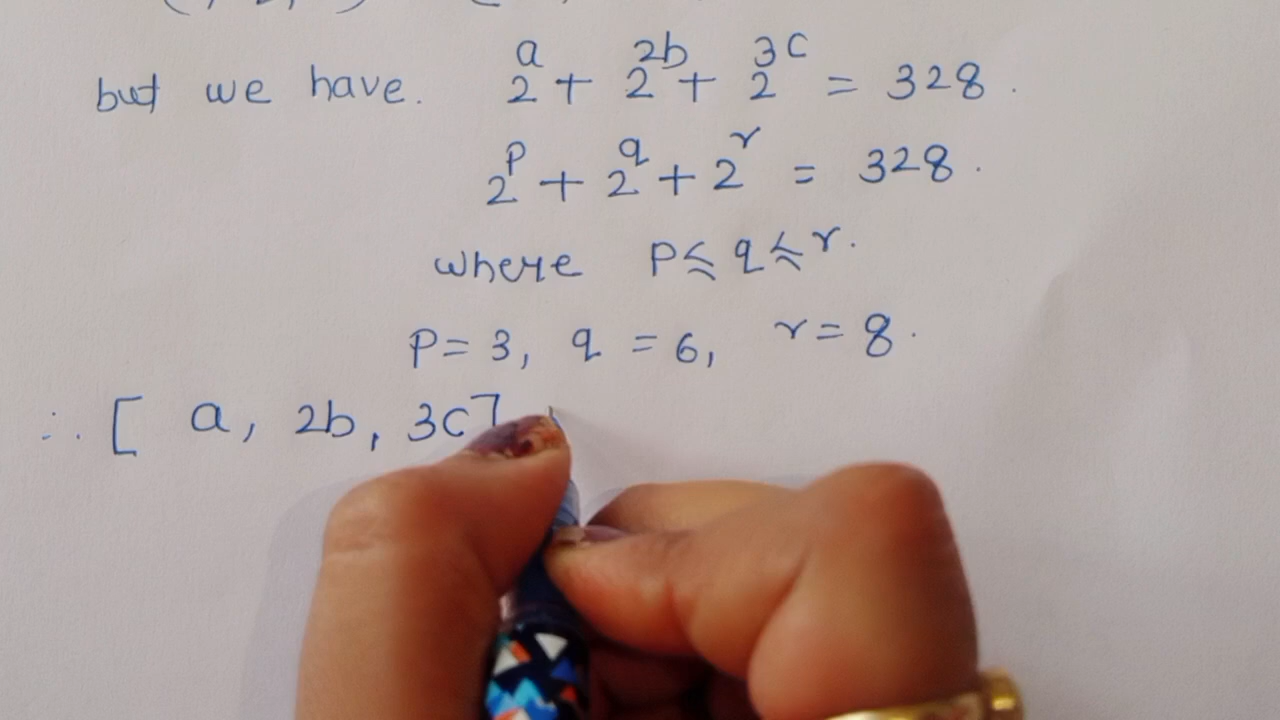 but we have. 2^a + 2^2b + 2^3c = 328.
2^p + 2^q + 2^r = 328.
where p ≤ q ≤ r.
p = 3, q = 6, r = 8.
∴ [ a, 2b, 3c]